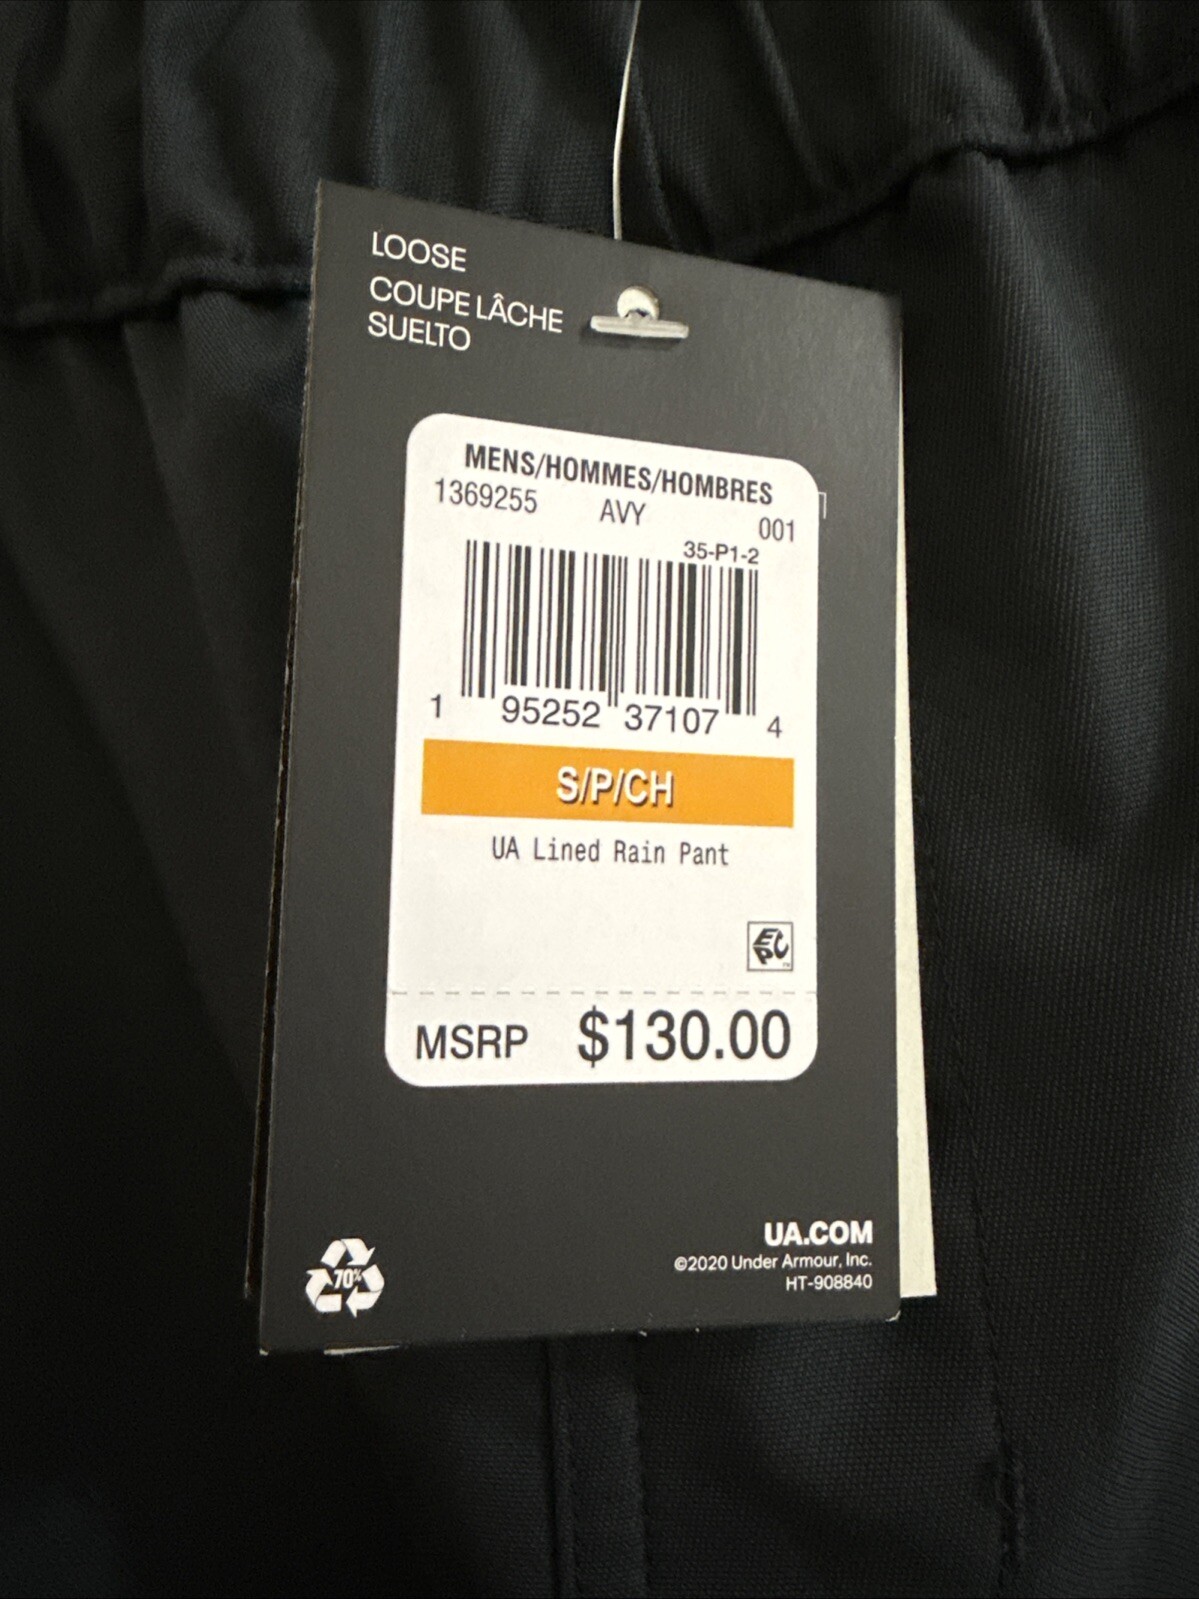 LOOSE
COUPE LÂCHE
SUELTO
MENS/HOMMES/HOMBRES
1369255 AVY 001
35-P1-2
1 95252 37107 4
S/P/CH
UA Lined Rain Pant
EPC
MSRP $130.00
70%
UA.COM
©2020 Under Armour, Inc.
HT-908840